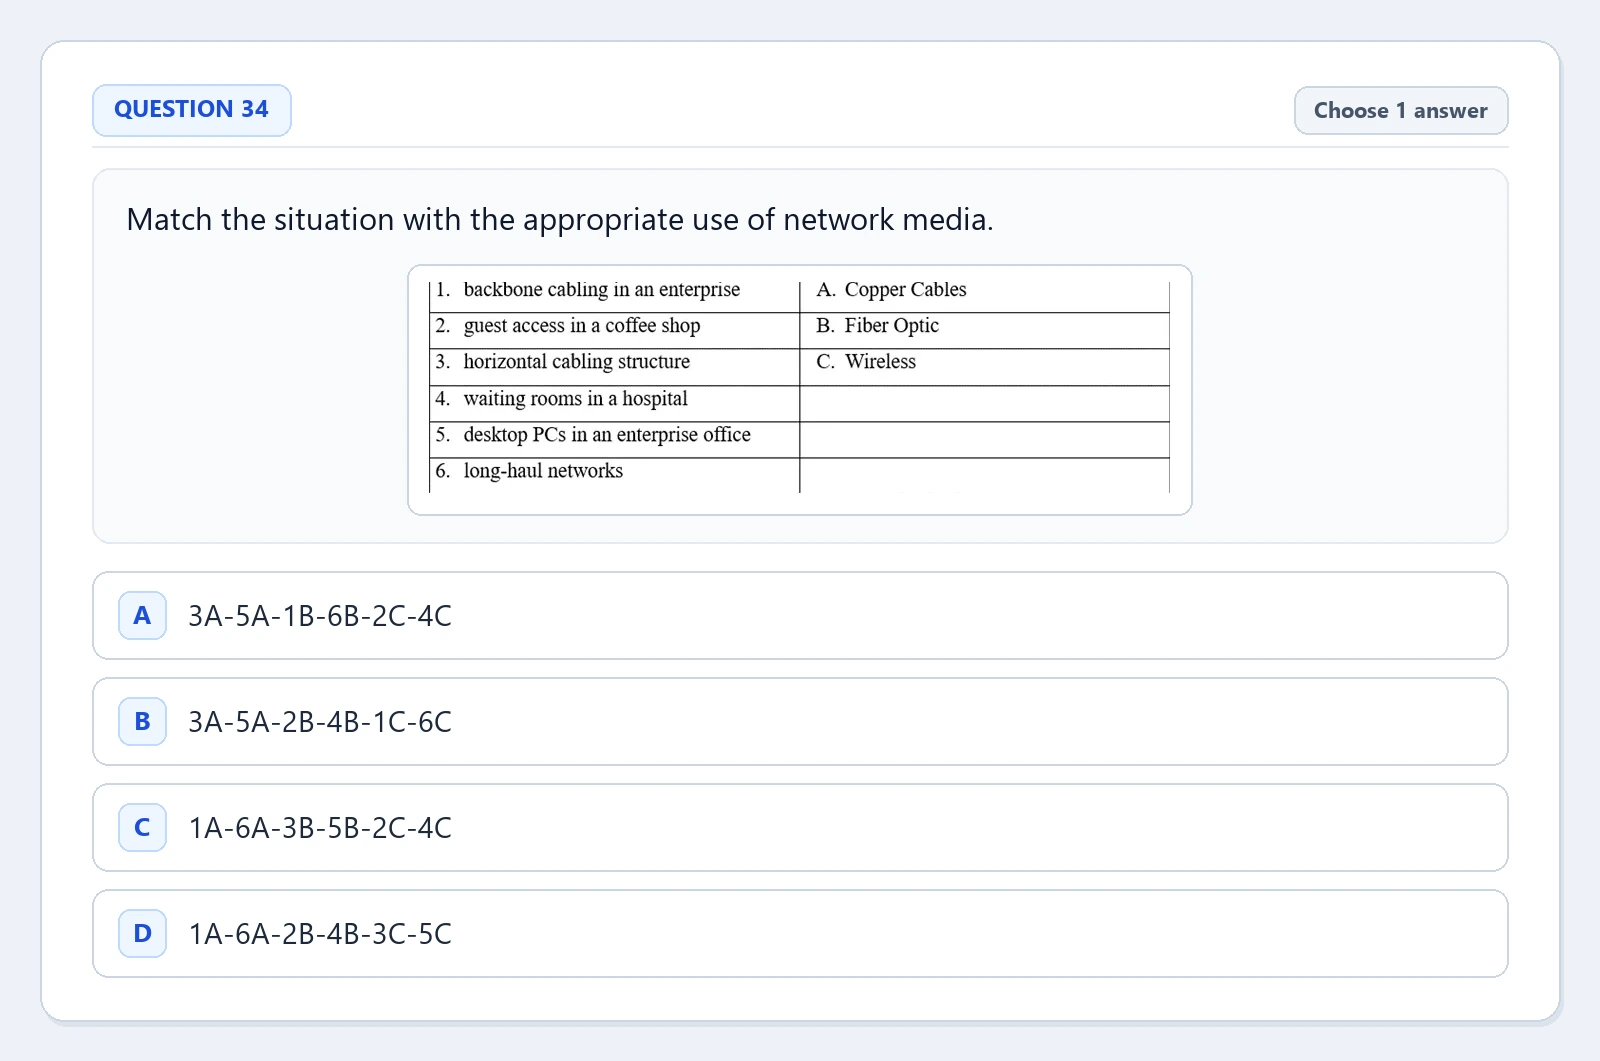 QUESTION 34
Choose 1 answer
Match the situation with the appropriate use of network media.
1. backbone cabling in an enterprise A. Copper Cables
2. guest access in a coffee shop B. Fiber Optic
3. horizontal cabling structure C. Wireless
4. waiting rooms in a hospital
5. desktop PCs in an enterprise office
6. long-haul networks
A 3A-5A-1B-6B-2C-4C
B 3A-5A-2B-4B-1C-6C
C 1A-6A-3B-5B-2C-4C
D 1A-6A-2B-4B-3C-5C